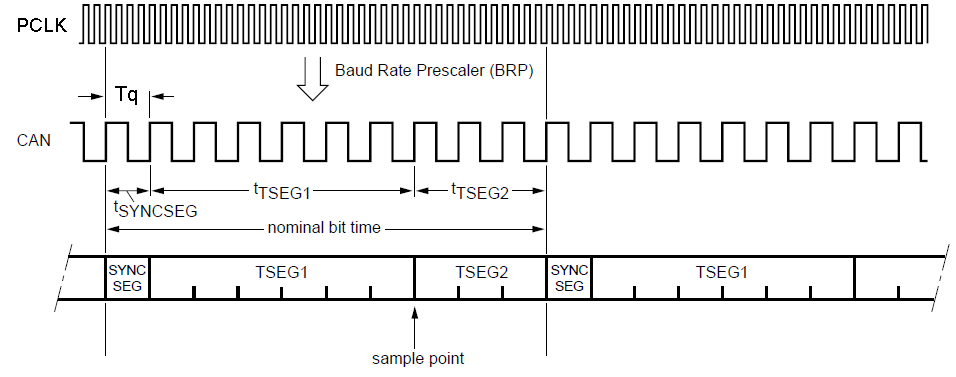 PCLK
Baud Rate Prescaler (BRP)
Tq
CAN
tTSEG1 tTSEG2
tSYNCSEG
nominal bit time
SYNC SEG TSEG1 TSEG2 SYNC SEG TSEG1
sample point